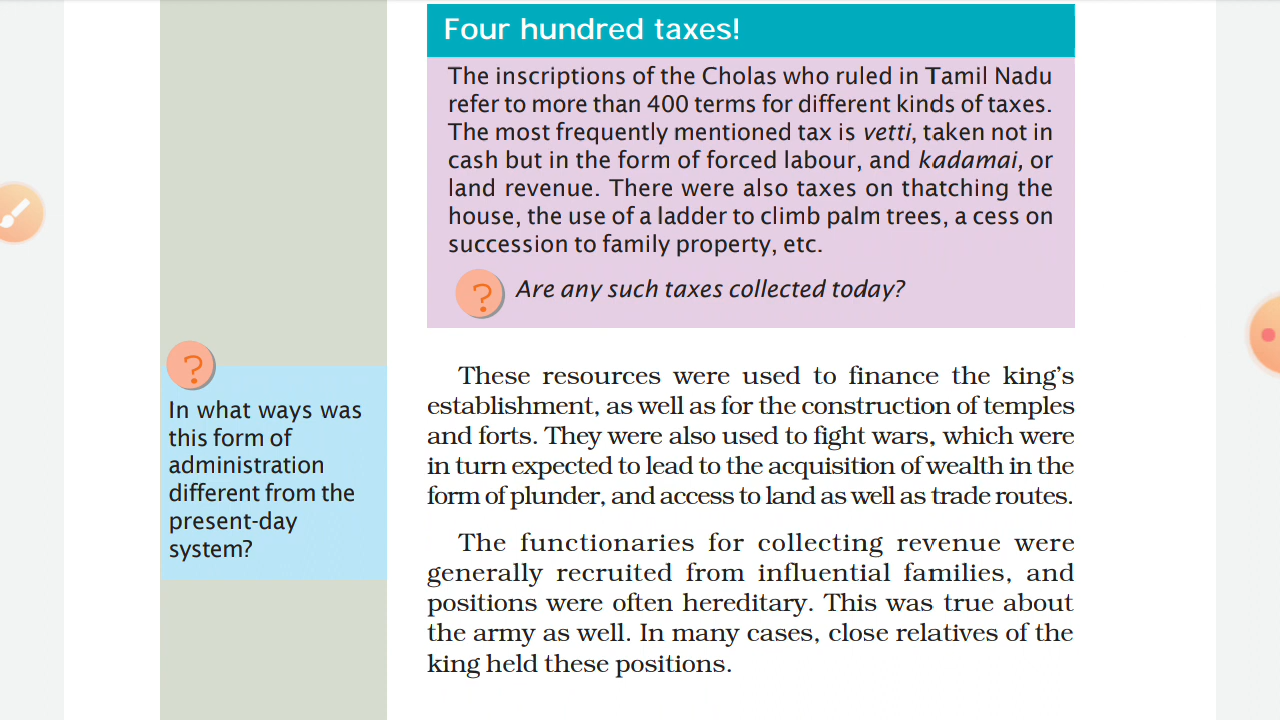 Four hundred taxes!
The inscriptions of the Cholas who ruled in Tamil Nadu
refer to more than 400 terms for different kinds of taxes.
The most frequently mentioned tax is vetti, taken not in
cash but in the form of forced labour, and kadamai, or
land revenue. There were also taxes on thatching the
house, the use of a ladder to climb palm trees, a cess on
succession to family property, etc.
? Are any such taxes collected today?
?
In what ways was
this form of
administration
different from the
present-day
system?
These resources were used to finance the king's
establishment, as well as for the construction of temples
and forts. They were also used to fight wars, which were
in turn expected to lead to the acquisition of wealth in the
form of plunder, and access to land as well as trade routes.
The functionaries for collecting revenue were
generally recruited from influential families, and
positions were often hereditary. This was true about
the army as well. In many cases, close relatives of the
king held these positions.